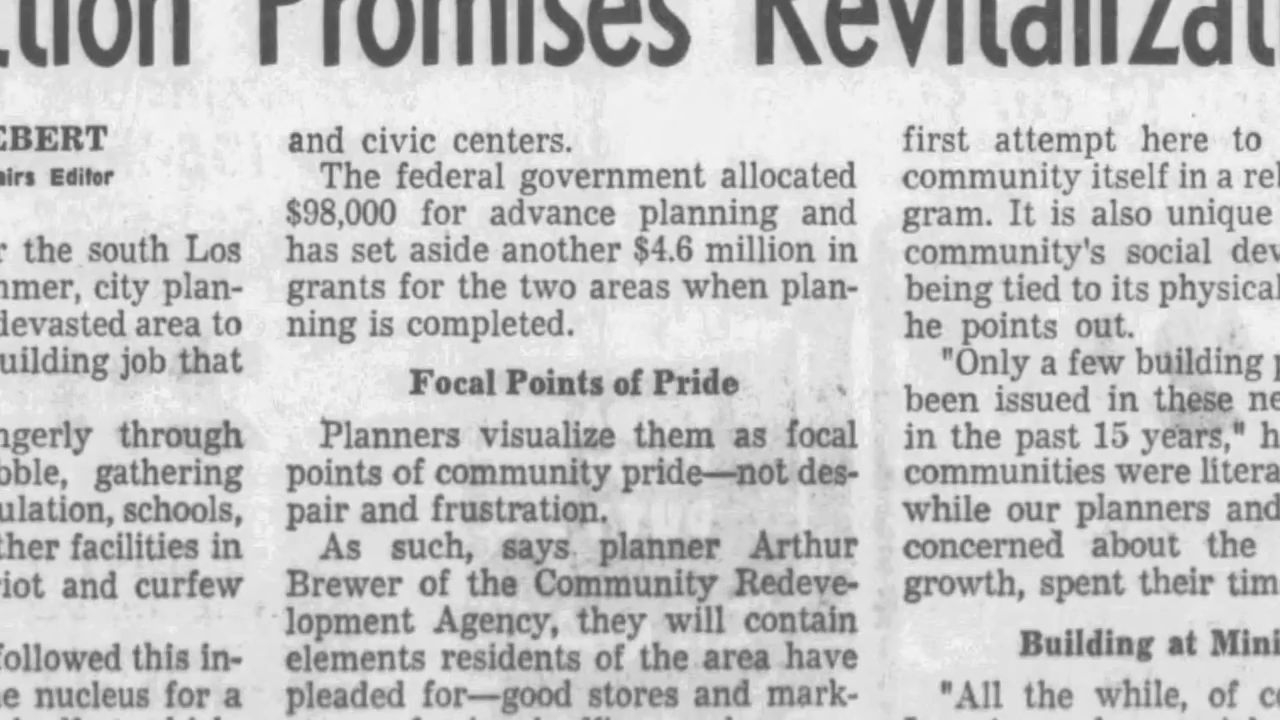 Promises Revitalizat
EBERT
airs Editor
the south Los
mmer, city plan-
devasted area to
uilding job that
ngerly through
bble, gathering
ulation, schools,
ther facilities in
riot and curfew
followed this in-
e nucleus for a
and civic centers.
The federal government allocated
$98,000 for advance planning and
has set aside another $4.6 million in
grants for the two areas when plan-
ning is completed.
Focal Points of Pride
Planners visualize them as focal
points of community pride—not des-
pair and frustration.
As such, says planner Arthur
Brewer of the Community Redeve-
lopment Agency, they will contain
elements residents of the area have
pleaded for—good stores and mark-
first attempt here to
community itself in a rel
gram. It is also unique
community's social dev
being tied to its physical
he points out.
"Only a few building p
been issued in these ne
in the past 15 years," h
communities were litera
while our planners and
concerned about the
growth, spent their tim
Building at Mini
"All the while, of c